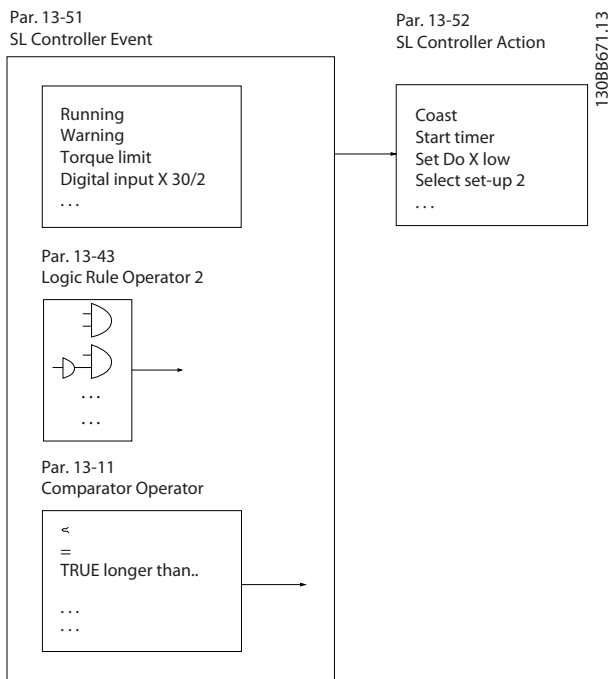 Par. 13-51
SL Controller Event
Par. 13-52
SL Controller Action
130BB671.13
Running
Warning
Torque limit
Digital input X 30/2
. . .
Coast
Start timer
Set Do X low
Select set-up 2
. . .
Par. 13-43
Logic Rule Operator 2
. . .
. . .
Par. 13-11
Comparator Operator
<
=
TRUE longer than..
. . .
. . .